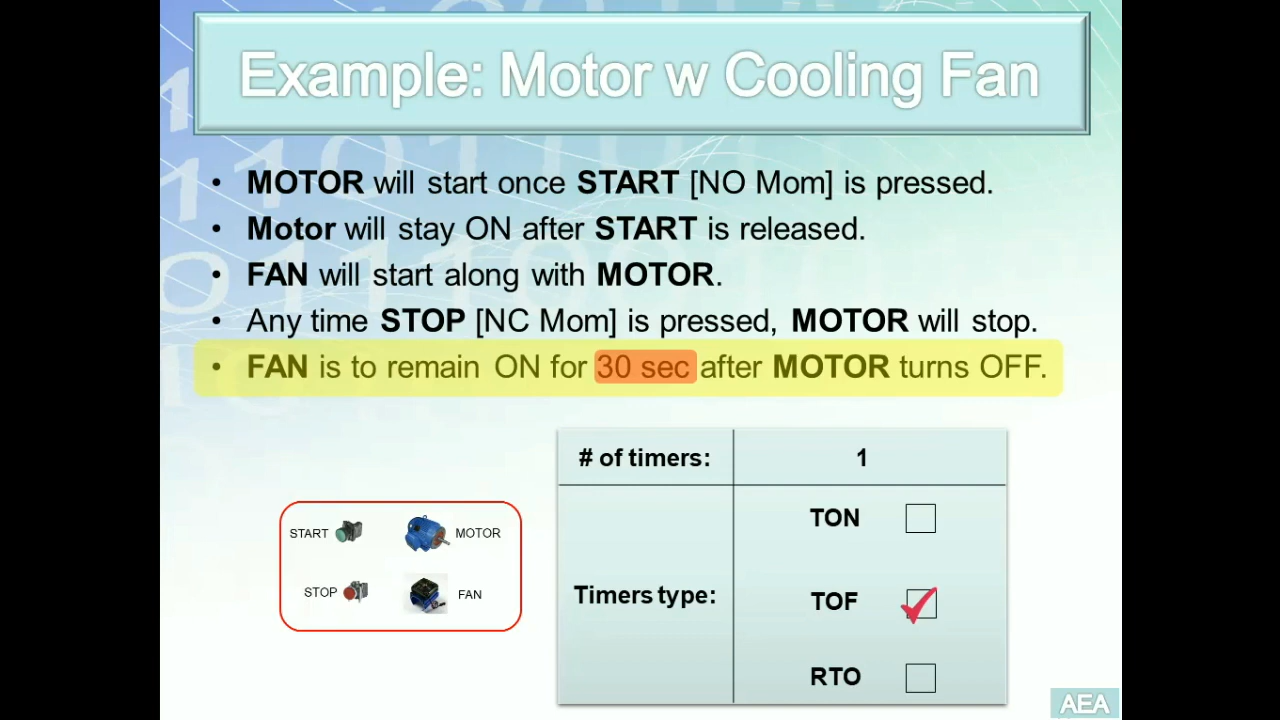 Example: Motor w Cooling Fan
• MOTOR will start once START [NO Mom] is pressed.
• Motor will stay ON after START is released.
• FAN will start along with MOTOR.
• Any time STOP [NC Mom] is pressed, MOTOR will stop.
• FAN is to remain ON for 30 sec after MOTOR turns OFF.
# of timers: 1
Timers type:
TON
TOF
RTO
START
MOTOR
STOP
FAN
AEA